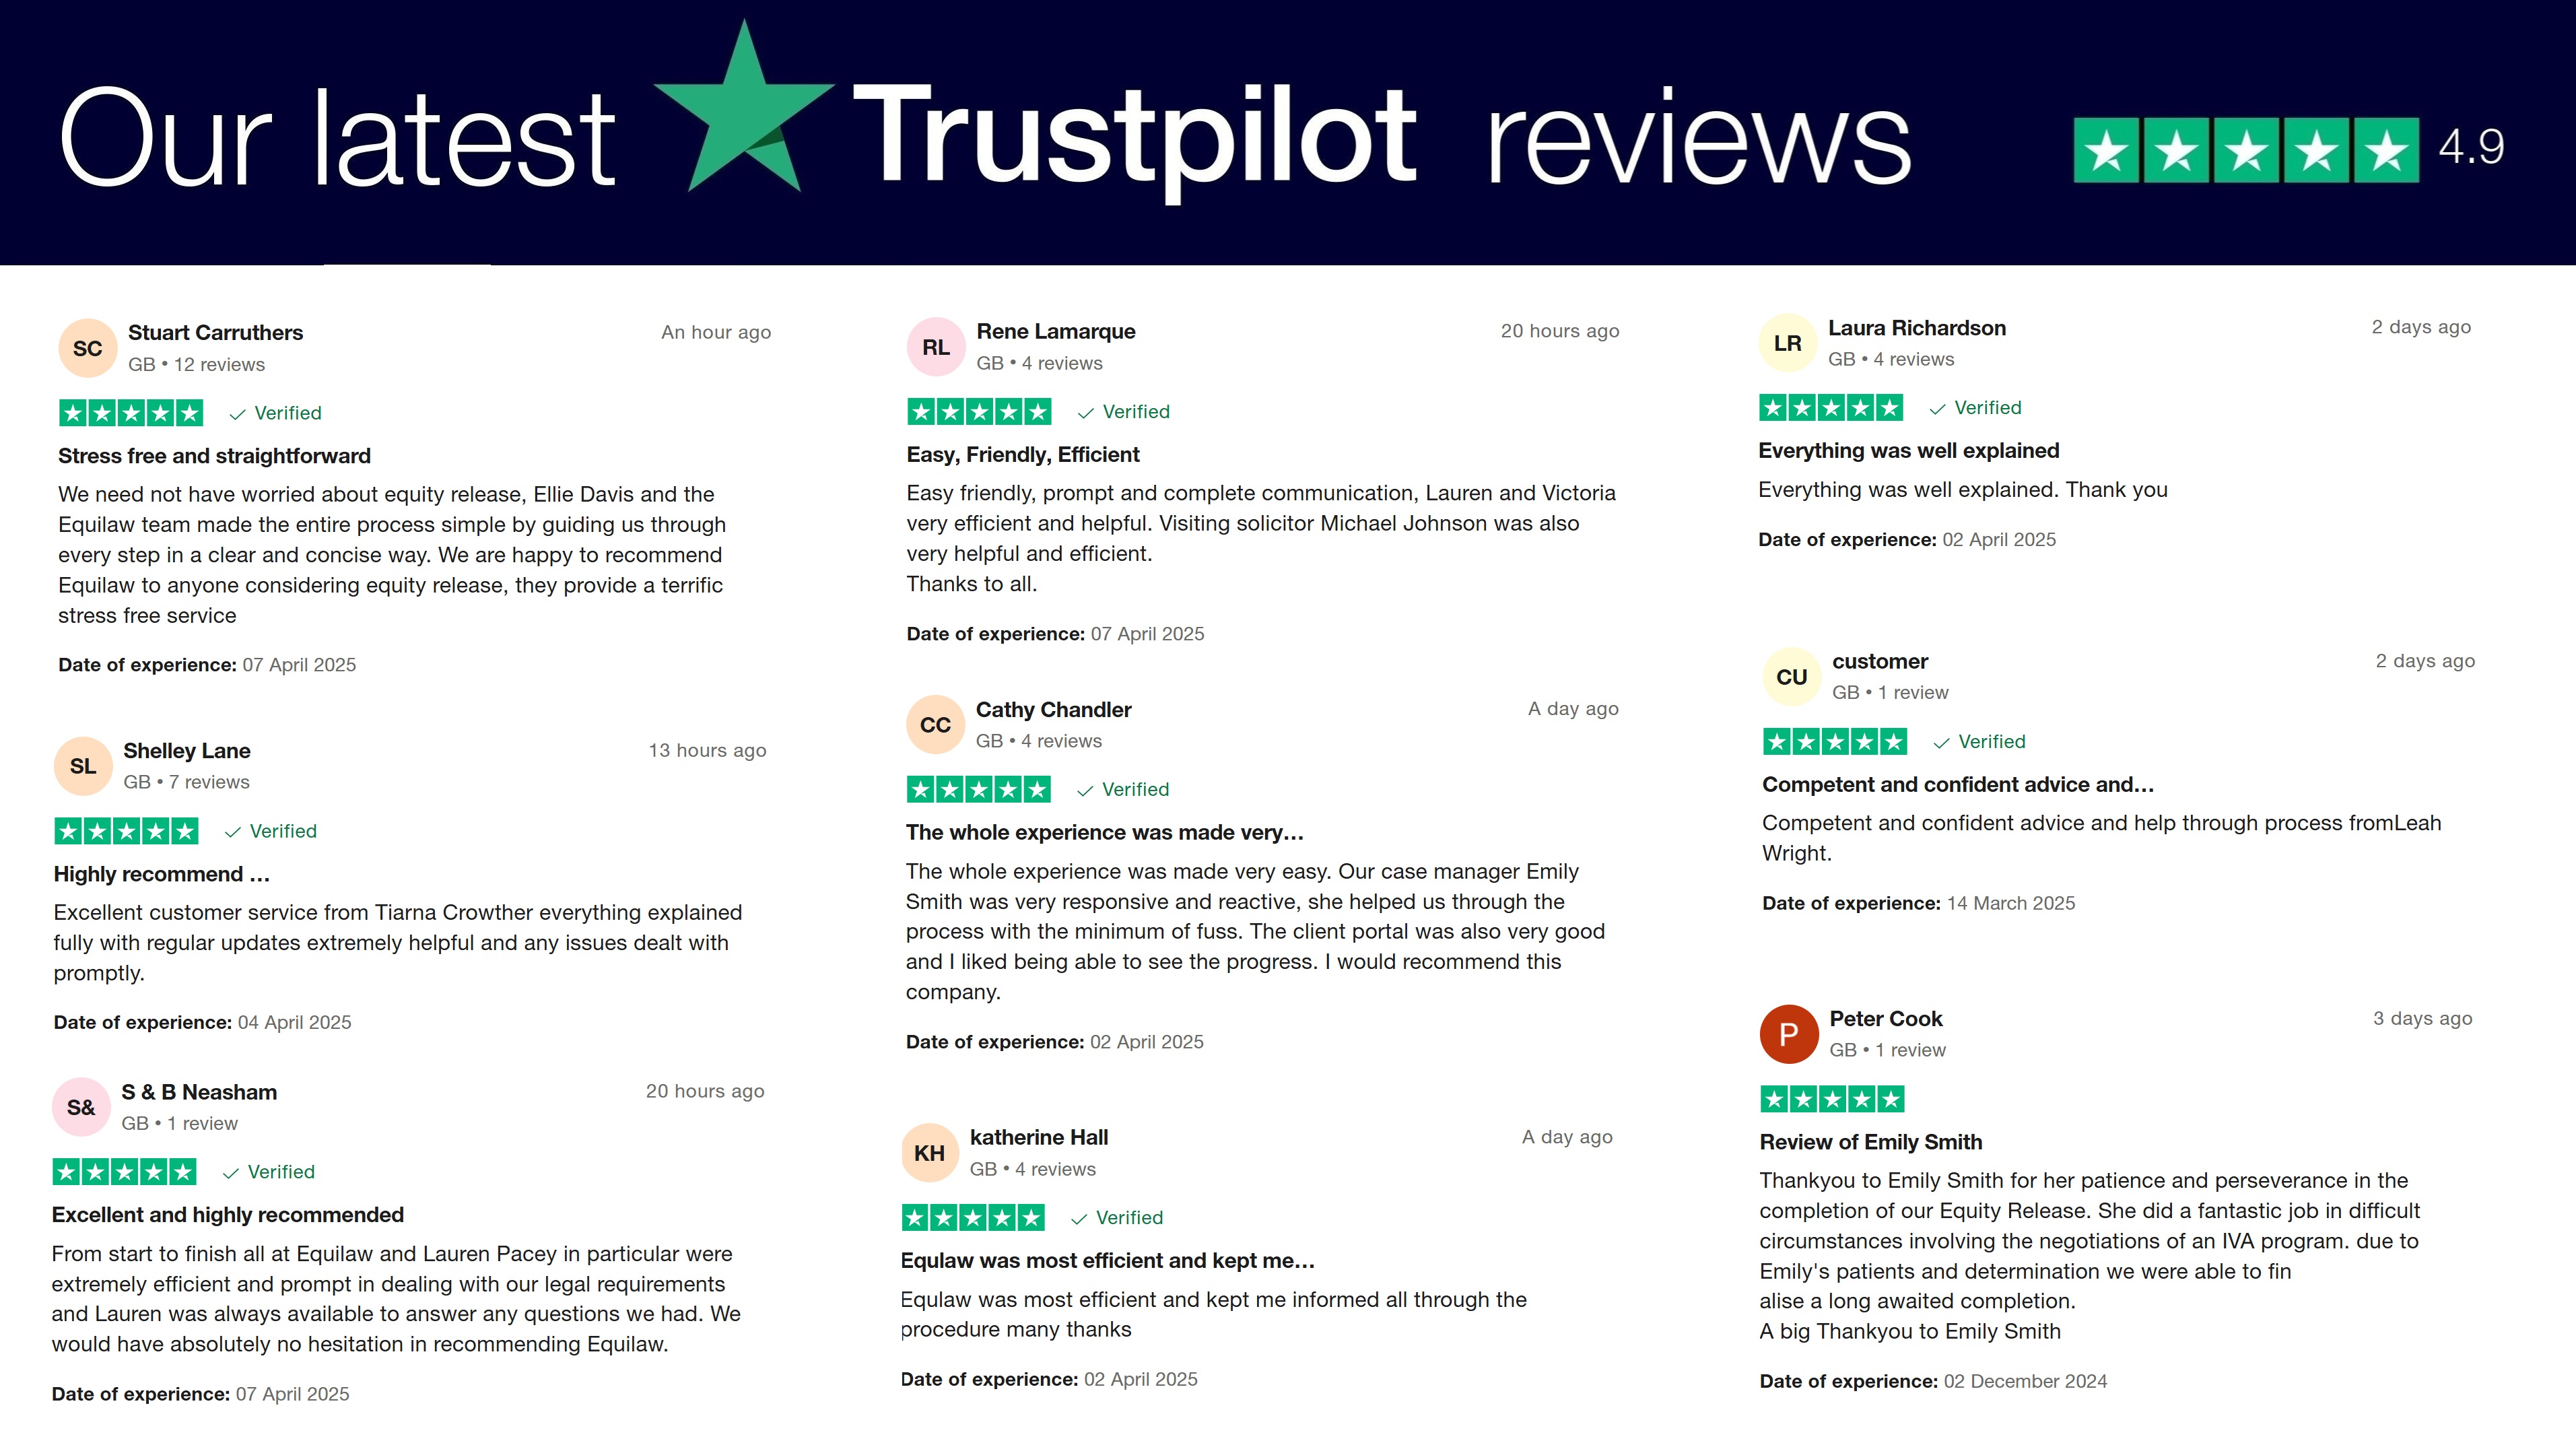 Our latest Trustpilot reviews 4.9
SC
Stuart Carruthers
An hour ago
GB • 12 reviews
Verified
Stress free and straightforward
We need not have worried about equity release, Ellie Davis and the
Equilaw team made the entire process simple by guiding us through
every step in a clear and concise way. We are happy to recommend
Equilaw to anyone considering equity release, they provide a terrific
stress free service
Date of experience: 07 April 2025
SL
Shelley Lane
13 hours ago
GB • 7 reviews
Verified
Highly recommend …
Excellent customer service from Tiarna Crowther everything explained
fully with regular updates extremely helpful and any issues dealt with
promptly.
Date of experience: 04 April 2025
S&
S & B Neasham
20 hours ago
GB • 1 review
Verified
Excellent and highly recommended
From start to finish all at Equilaw and Lauren Pacey in particular were
extremely efficient and prompt in dealing with our legal requirements
and Lauren was always available to answer any questions we had. We
would have absolutely no hesitation in recommending Equilaw.
Date of experience: 07 April 2025
RL
Rene Lamarque
20 hours ago
GB • 4 reviews
Verified
Easy, Friendly, Efficient
Easy friendly, prompt and complete communication, Lauren and Victoria
very efficient and helpful. Visiting solicitor Michael Johnson was also
very helpful and efficient.
Thanks to all.
Date of experience: 07 April 2025
CC
Cathy Chandler
A day ago
GB • 4 reviews
Verified
The whole experience was made very…
The whole experience was made very easy. Our case manager Emily
Smith was very responsive and reactive, she helped us through the
process with the minimum of fuss. The client portal was also very good
and I liked being able to see the progress. I would recommend this
company.
Date of experience: 02 April 2025
KH
katherine Hall
A day ago
GB • 4 reviews
Verified
Equlaw was most efficient and kept me…
Equlaw was most efficient and kept me informed all through the
procedure many thanks
Date of experience: 02 April 2025
LR
Laura Richardson
2 days ago
GB • 4 reviews
Verified
Everything was well explained
Everything was well explained. Thank you
Date of experience: 02 April 2025
CU
customer
2 days ago
GB • 1 review
Verified
Competent and confident advice and…
Competent and confident advice and help through process fromLeah
Wright.
Date of experience: 14 March 2025
P
Peter Cook
3 days ago
GB • 1 review
Review of Emily Smith
Thankyou to Emily Smith for her patience and perseverance in the
completion of our Equity Release. She did a fantastic job in difficult
circumstances involving the negotiations of an IVA program. due to
Emily's patients and determination we were able to fin
alise a long awaited completion.
A big Thankyou to Emily Smith
Date of experience: 02 December 2024